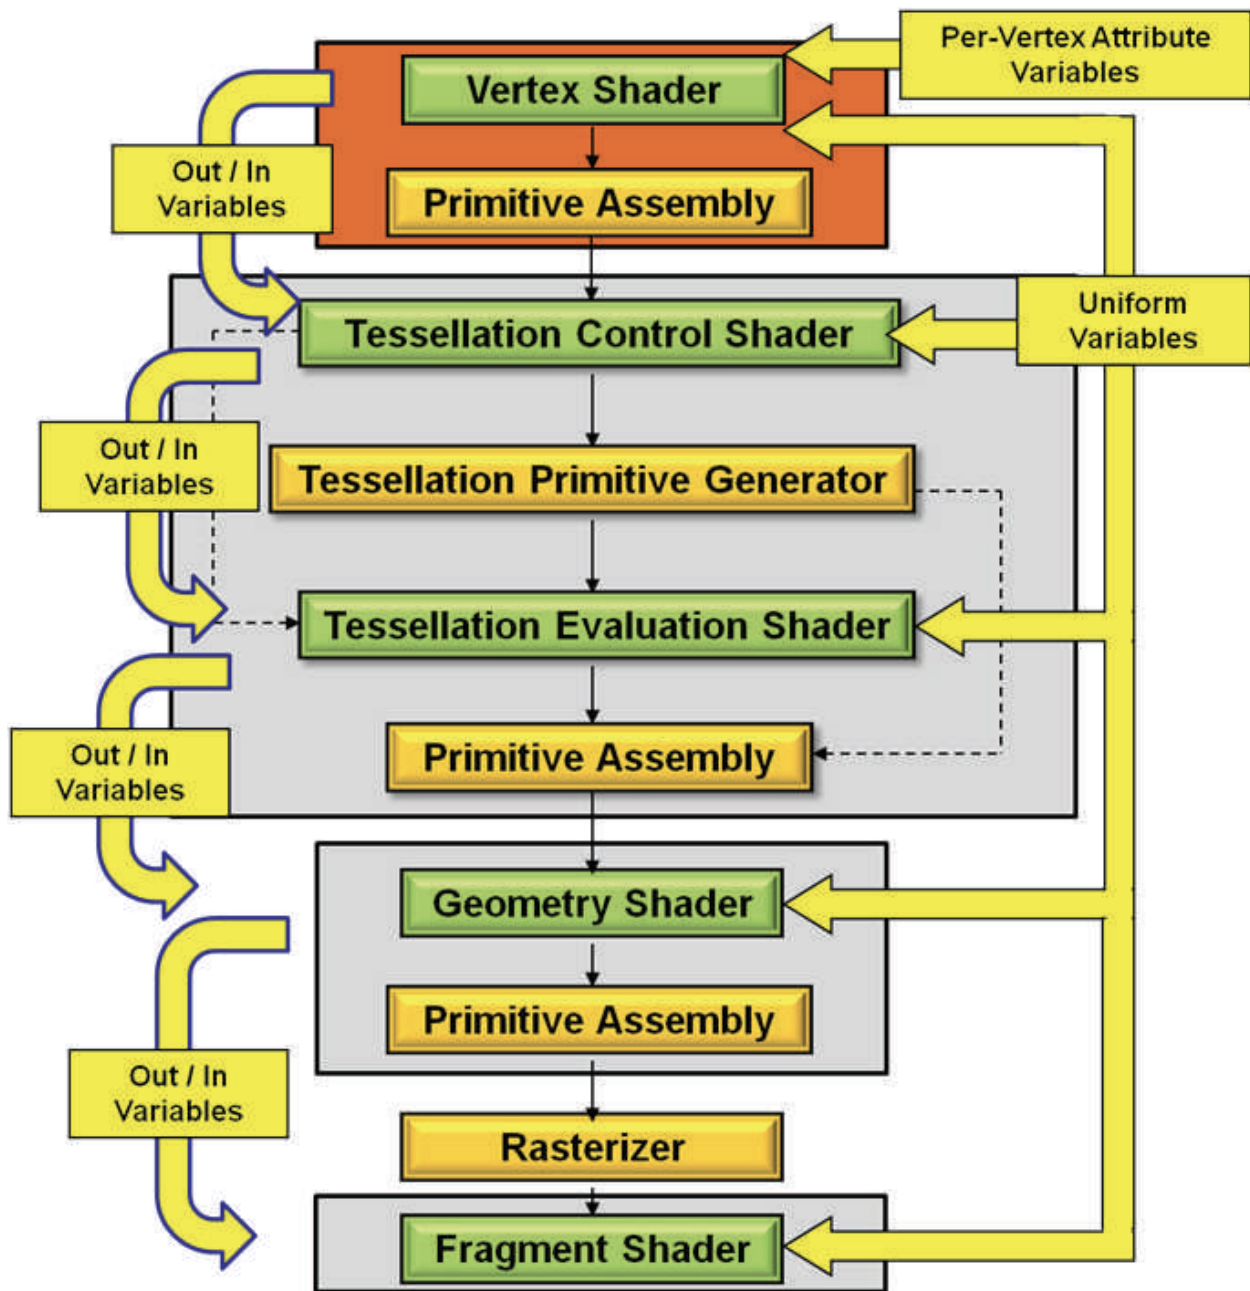 Per-Vertex Attribute
Variables
Vertex Shader
Out / In
Variables
Primitive Assembly
Uniform
Variables
Tessellation Control Shader
Out / In
Variables
Tessellation Primitive Generator
Tessellation Evaluation Shader
Out / In
Variables
Primitive Assembly
Geometry Shader
Primitive Assembly
Out / In
Variables
Rasterizer
Fragment Shader